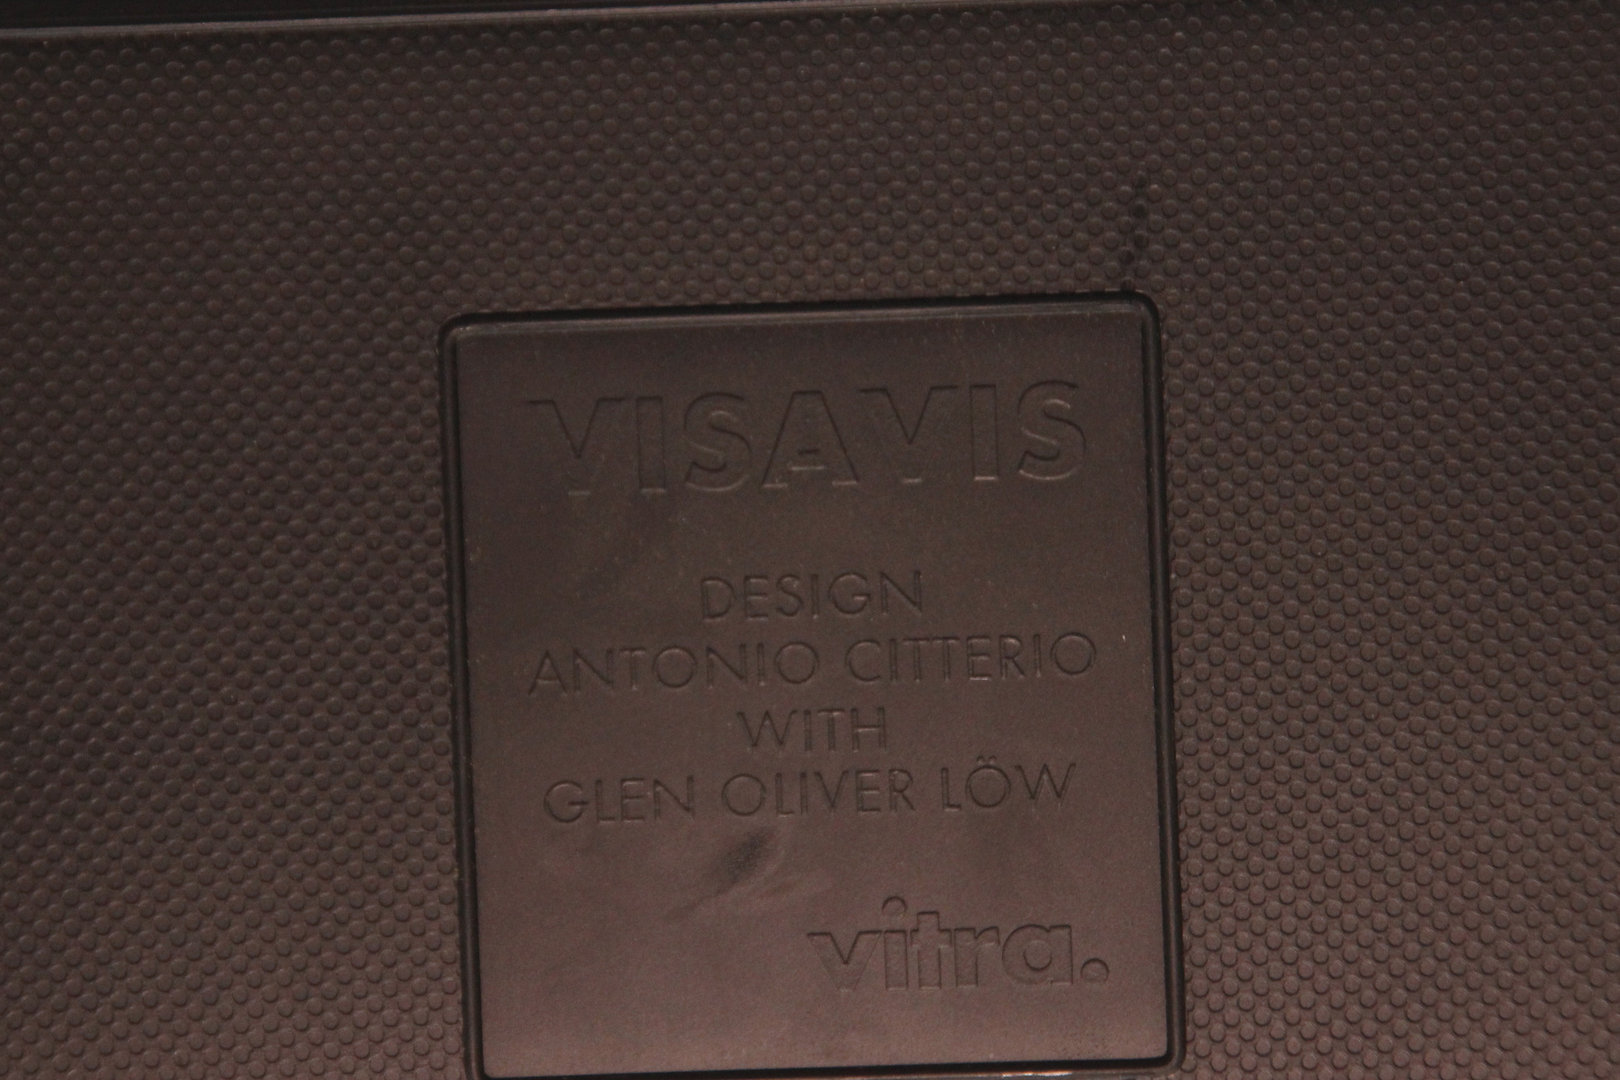 VISAVIS
DESIGN
ANTONIO CITTERIO
WITH
GLEN OLIVER LÖW
vitra.